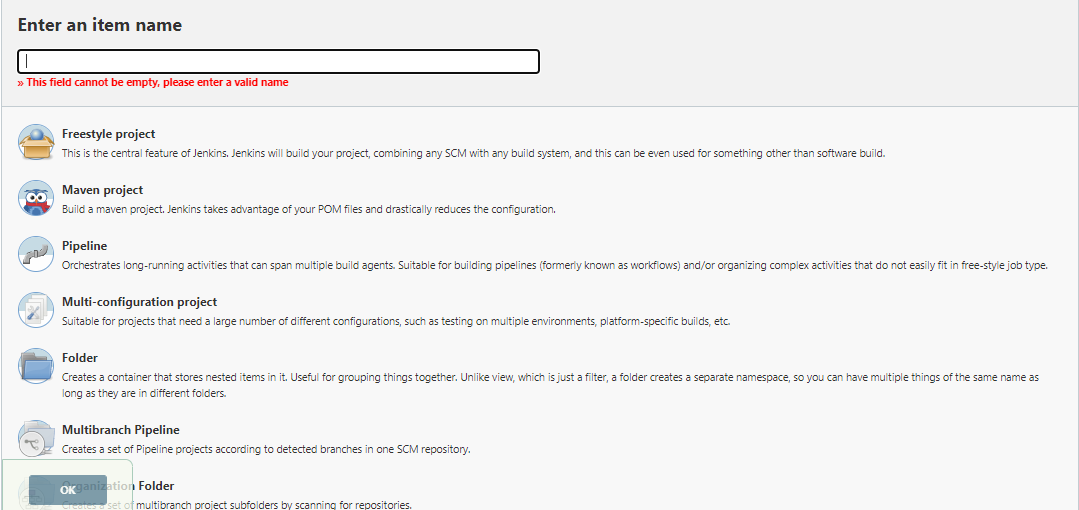 Enter an item name
» This field cannot be empty, please enter a valid name
Freestyle project
This is the central feature of Jenkins. Jenkins will build your project, combining any SCM with any build system, and this can be even used for something other than software build.
Maven project
Build a maven project. Jenkins takes advantage of your POM files and drastically reduces the configuration.
Pipeline
Orchestrates long-running activities that can span multiple build agents. Suitable for building pipelines (formerly known as workflows) and/or organizing complex activities that do not easily fit in free-style job type.
Multi-configuration project
Suitable for projects that need a large number of different configurations, such as testing on multiple environments, platform-specific builds, etc.
Folder
Creates a container that stores nested items in it. Useful for grouping things together. Unlike view, which is just a filter, a folder creates a separate namespace, so you can have multiple things of the same name as
long as they are in different folders.
Multibranch Pipeline
Creates a set of Pipeline projects according to detected branches in one SCM repository.
Organization Folder
OK
Creates a set of multibranch project subfolders by scanning for repositories.